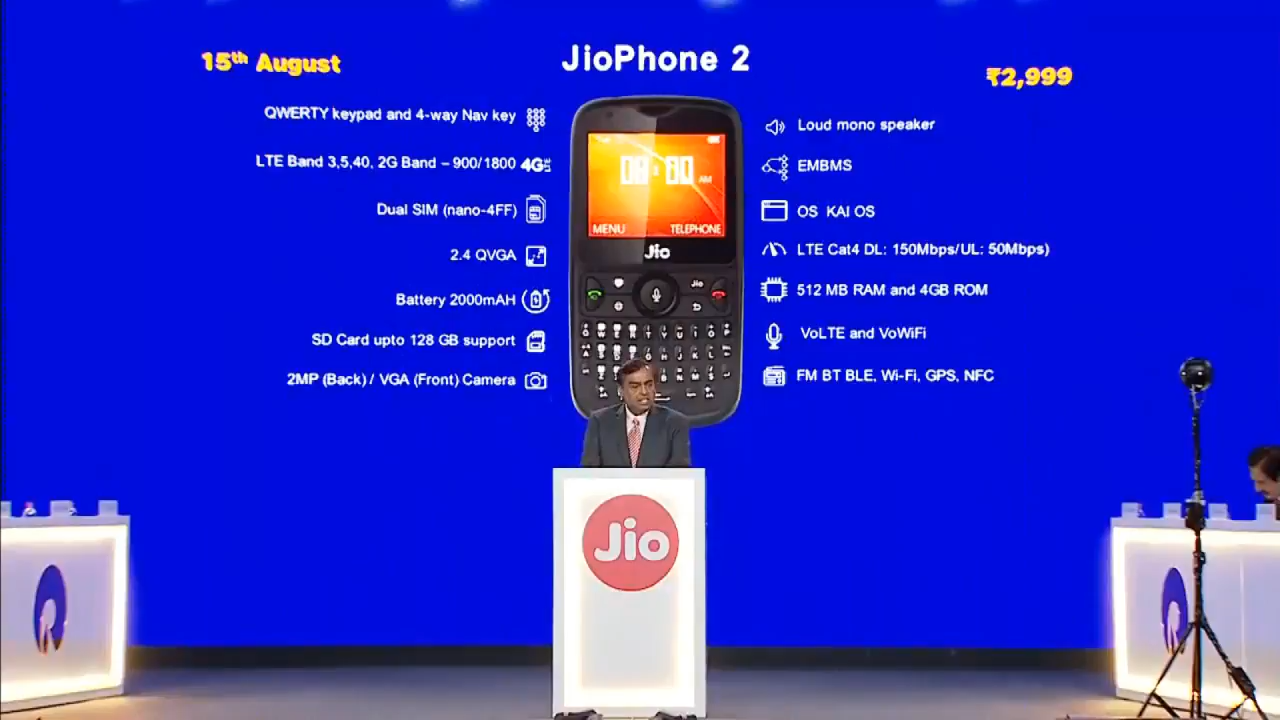 JioPhone 2
15th August
₹2,999
QWERTY keypad and 4-way Nav key
LTE Band 3,5,40, 2G Band – 900/1800 4G
Dual SIM (nano-4FF)
2.4 QVGA
Battery 2000mAH
SD Card upto 128 GB support
2MP (Back) / VGA (Front) Camera
08:00 AM
MENU TELEPHONE
Jio
Jio
Loud mono speaker
EMBMS
OS KAI OS
LTE Cat4 DL: 150Mbps/UL: 50Mbps)
512 MB RAM and 4GB ROM
VoLTE and VoWiFi
FM BT BLE, Wi-Fi, GPS, NFC
Jio